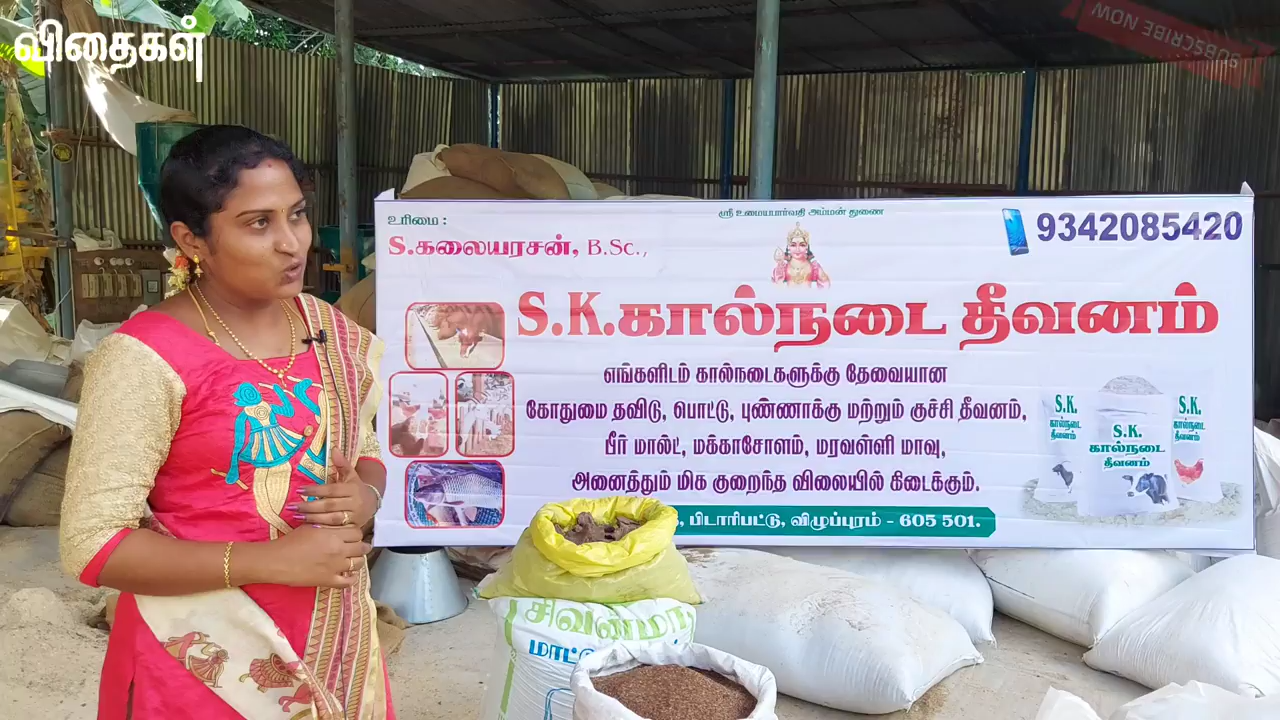 விதைகள்
SUBSCRIBE NOW
ஸ்ரீ உமையபார்வதி அம்மன் துணை
உரிமை :
9342085420
S.கலையரசன், B.Sc.,
S.K.கால்நடை தீவனம்
எங்களிடம் கால்நடைகளுக்கு தேவையான
கோதுமை தவிடு, பொட்டு, புண்ணாக்கு மற்றும் குச்சி தீவனம்,
பீர் மால்ட், மக்காசோளம், மரவள்ளி மாவு,
அனைத்தும் மிக குறைந்த விலையில் கிடைக்கும்.
பிடாரிபட்டு, விழுப்புரம் - 605 501.
S.K.
கால்நடை
தீவனம்
S.K.
கால்நடை
தீவனம்
S.K.
கால்நடை
தீவனம்